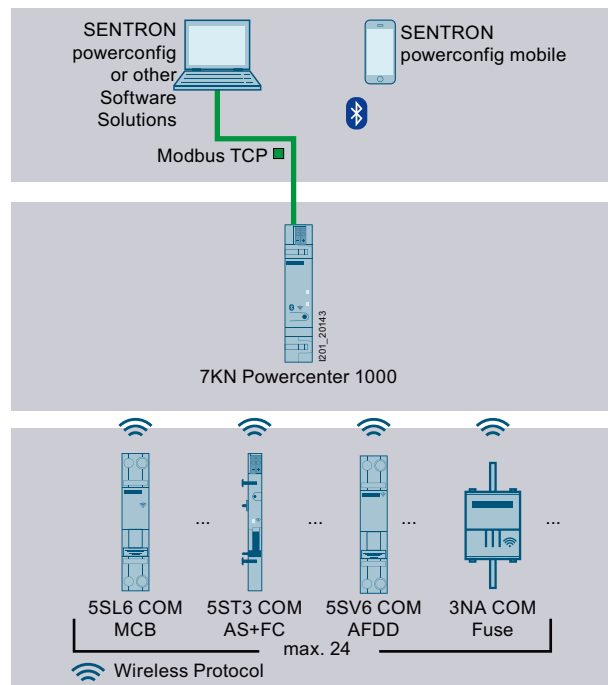 SENTRON
powerconfig
or other
Software
Solutions
SENTRON
powerconfig mobile
Modbus TCP
I201_20143
7KN Powercenter 1000
... ... ... ...
5SL6 COM
MCB
5ST3 COM
AS+FC
5SV6 COM
AFDD
3NA COM
Fuse
max. 24
Wireless Protocol